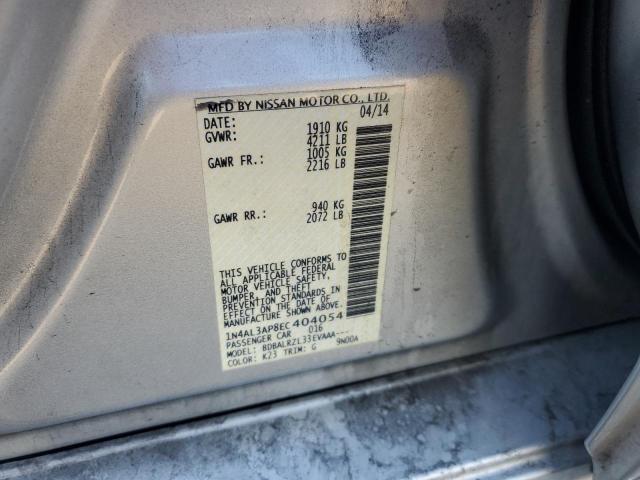 MFD BY NISSAN MOTOR CO., LTD.
DATE: 04/14
GVWR: 1910 KG
4211 LB
GAWR FR.: 1005 KG
2216 LB
GAWR RR.: 940 KG
2072 LB
THIS VEHICLE CONFORMS TO
ALL APPLICABLE FEDERAL
MOTOR VEHICLE SAFETY,
BUMPER, AND THEFT
PREVENTION STANDARDS IN
EFFECT ON THE DATE OF
MANUFACTURE SHOWN ABOVE.
1N4AL3AP8EC404054
PASSENGER CAR 016
MODEL: BDBALRZL33EVAAA---
COLOR: K23 TRIM: G 9N00A